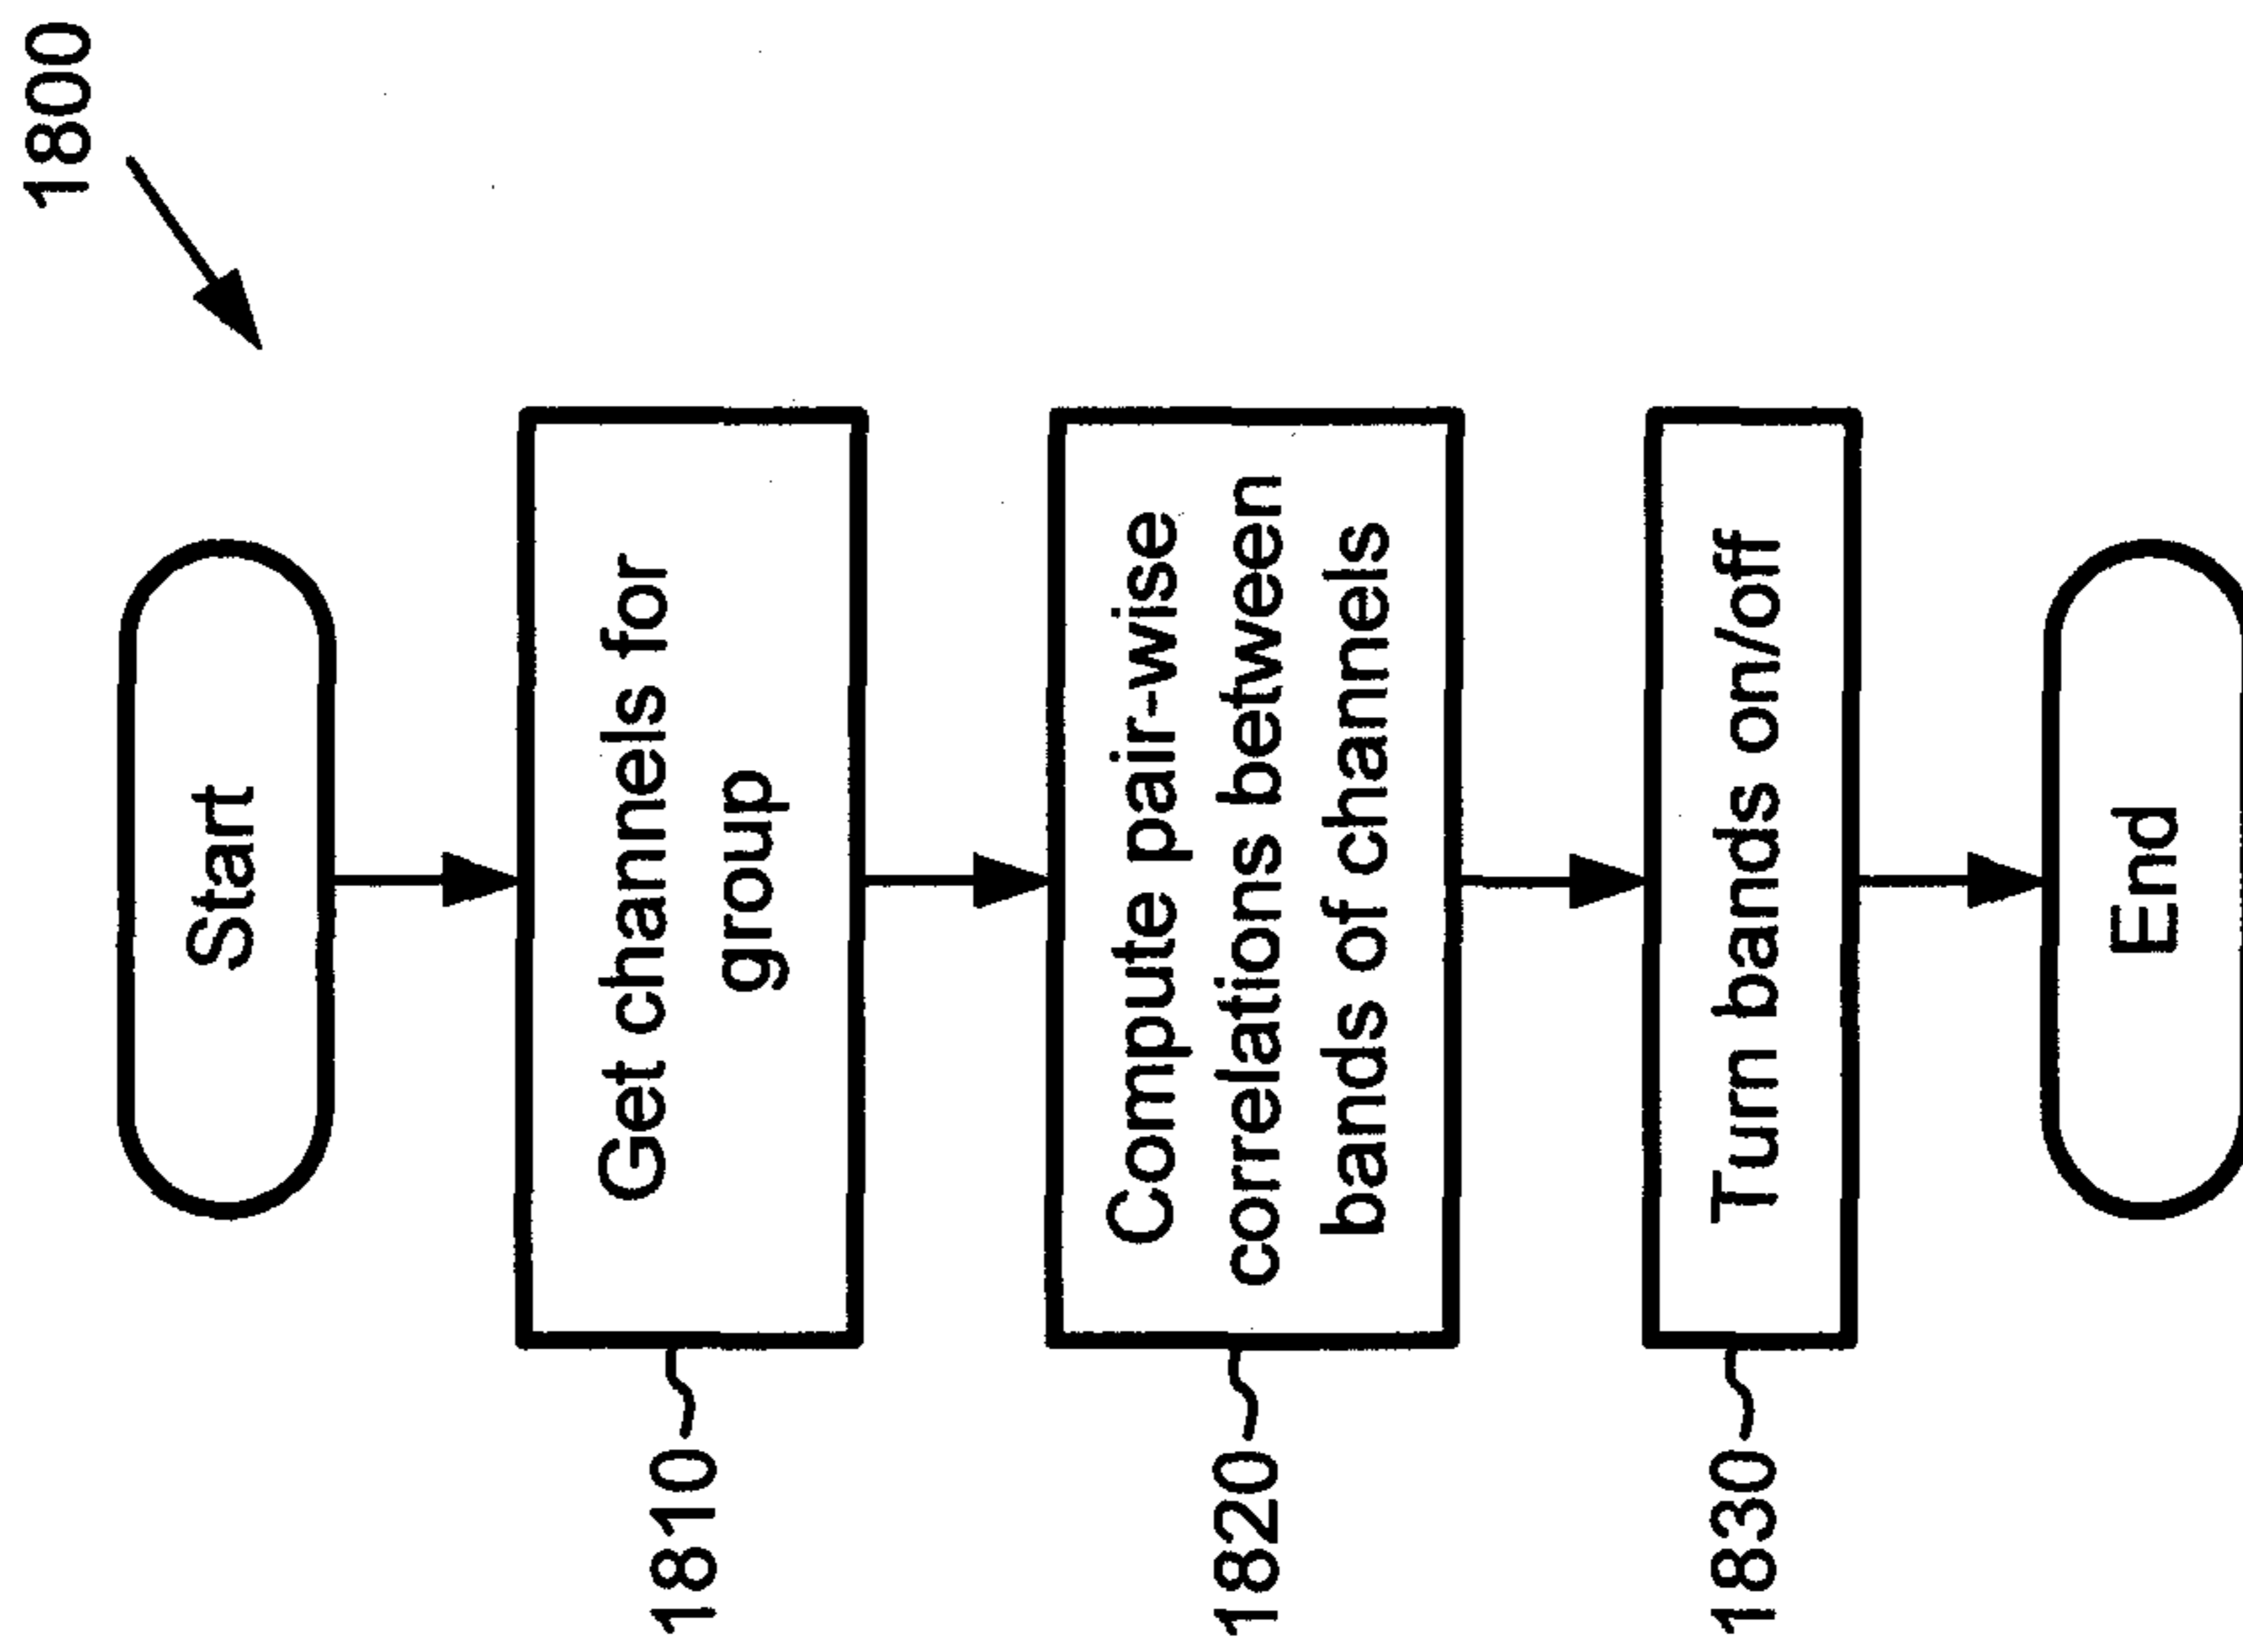 1800
Start
1810
Get channels for
group
1820
Compute pair-wise
correlations between
bands of channels
1830
Turn bands on/off
End